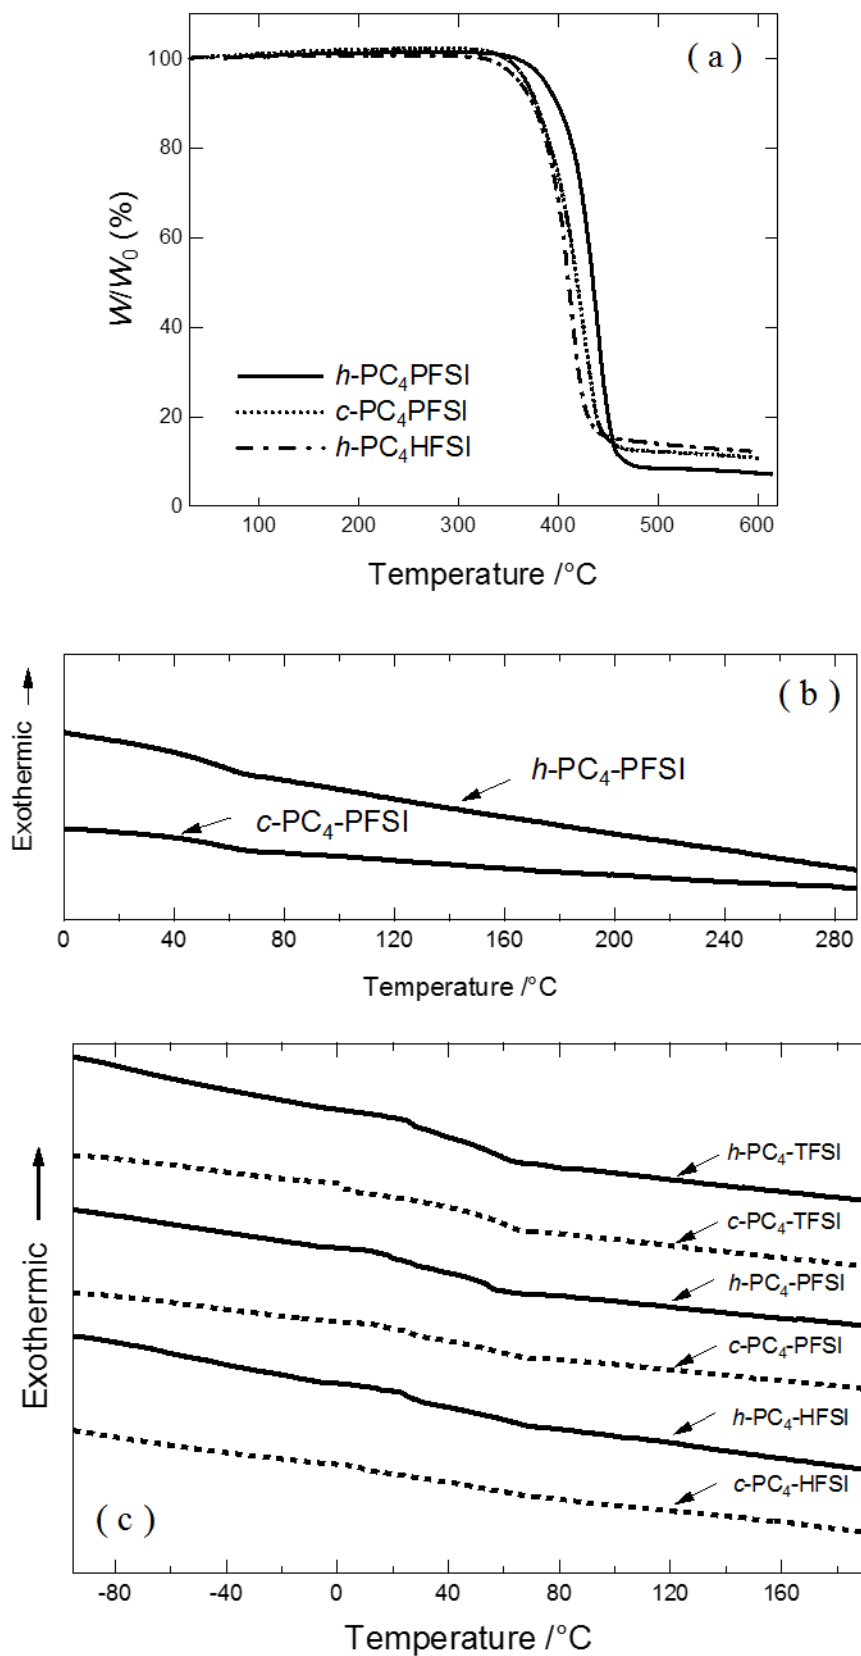 ( a )
100
80
60
40
20
0
W/W₀ (%)
h-PC₄PFSI
c-PC₄PFSI
h-PC₄HFSI
100 200 300 400 500 600
Temperature /°C
( b )
Exothermic
h-PC₄-PFSI
c-PC₄-PFSI
0 40 80 120 160 200 240 280
Temperature /°C
Exothermic
h-PC₄-TFSI
c-PC₄-TFSI
h-PC₄-PFSI
c-PC₄-PFSI
h-PC₄-HFSI
c-PC₄-HFSI
( c )
-80 -40 0 40 80 120 160
Temperature /°C